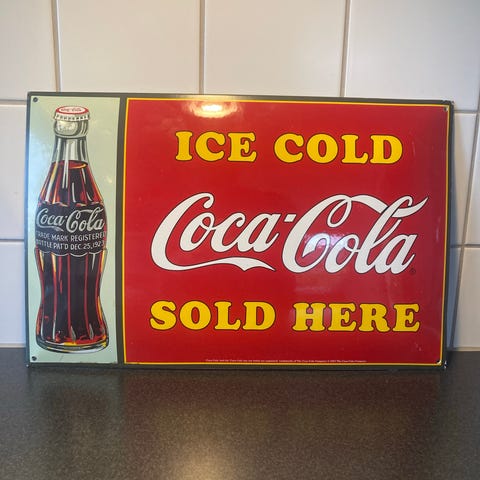 Coca-Cola
Coca-Cola
TRADE MARK REGISTERED
BOTTLE PAT'D DEC. 25, 1923
ICE COLD
Coca-Cola
SOLD HERE